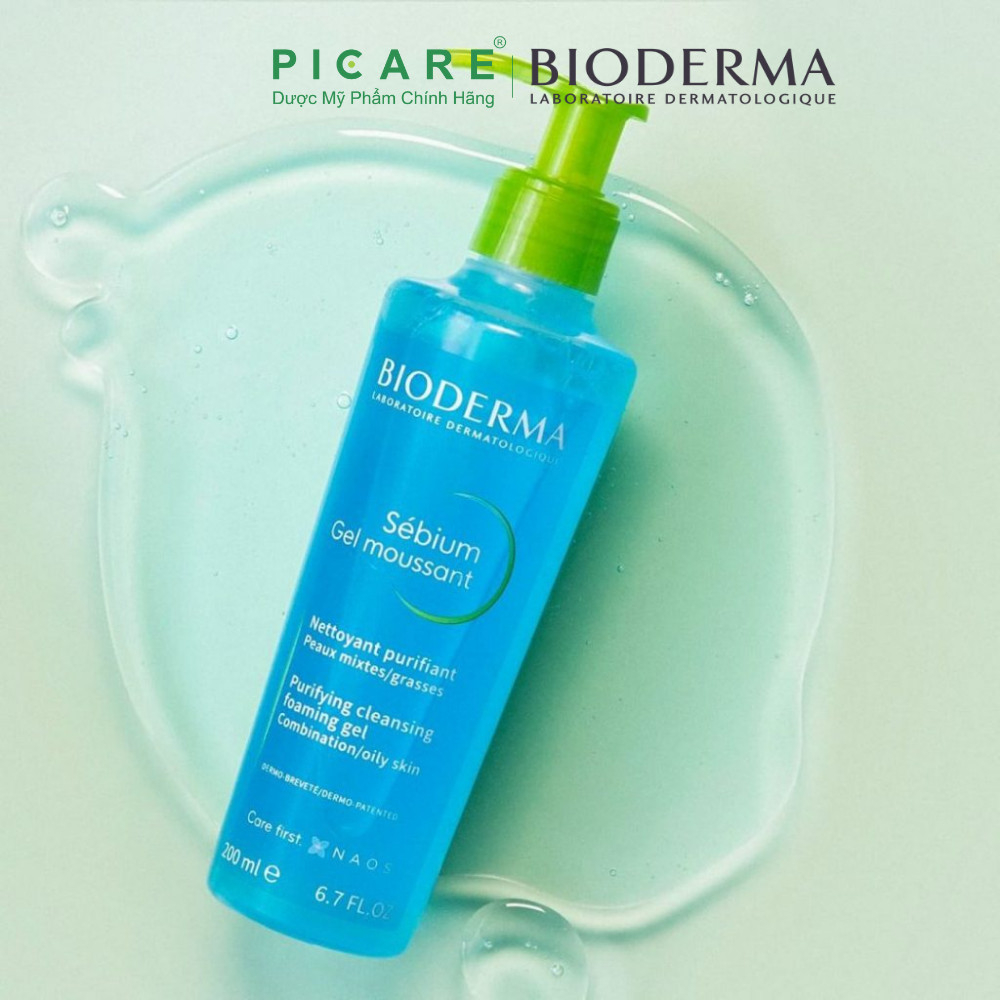 PICARE®
Dược Mỹ Phẩm Chính Hãng
BIODERMA
LABORATOIRE DERMATOLOGIQUE
BIODERMA
LABORATOIRE DERMATOLOGIQUE
Sébium
Gel moussant
Nettoyant purifiant
Peaux mixtes/grasses
Purifying cleansing
foaming gel
Combination/oily skin
DERMO-BREVETÉ/DERMO-PATENTED
Care first. NAOS
200 ml e
6.7 FL.OZ